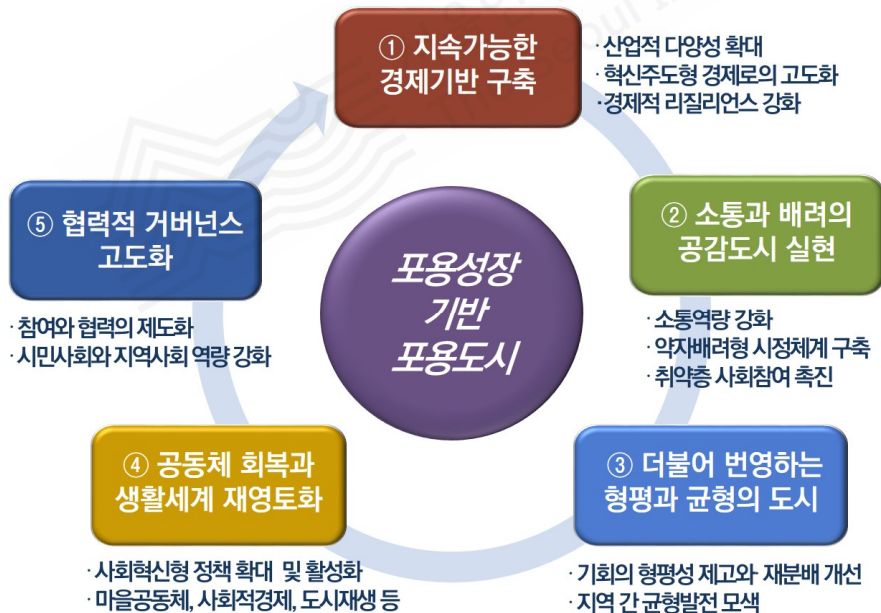 ① 지속가능한
경제기반 구축
· 산업적 다양성 확대
· 혁신주도형 경제로의 고도화
· 경제적 리질리언스 강화
② 소통과 배려의
공감도시 실현
· 소통역량 강화
· 약자배려형 시정체계 구축
· 취약층 사회참여 촉진
③ 더불어 번영하는
형평과 균형의 도시
· 기회의 형평성 제고와 재분배 개선
· 지역 간 균형발전 모색
④ 공동체 회복과
생활세계 재영토화
· 사회혁신형 정책 확대 및 활성화
· 마을공동체, 사회적경제, 도시재생 등
⑤ 협력적 거버넌스
고도화
· 참여와 협력의 제도화
· 시민사회와 지역사회 역량 강화
포용성장
기반
포용도시